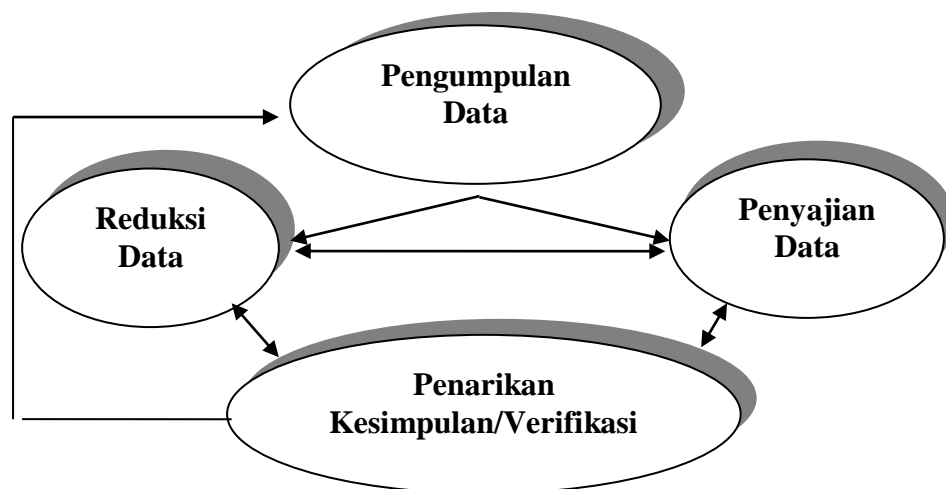 Pengumpulan
Data
Reduksi
Data
Penyajian
Data
Penarikan
Kesimpulan/Verifikasi